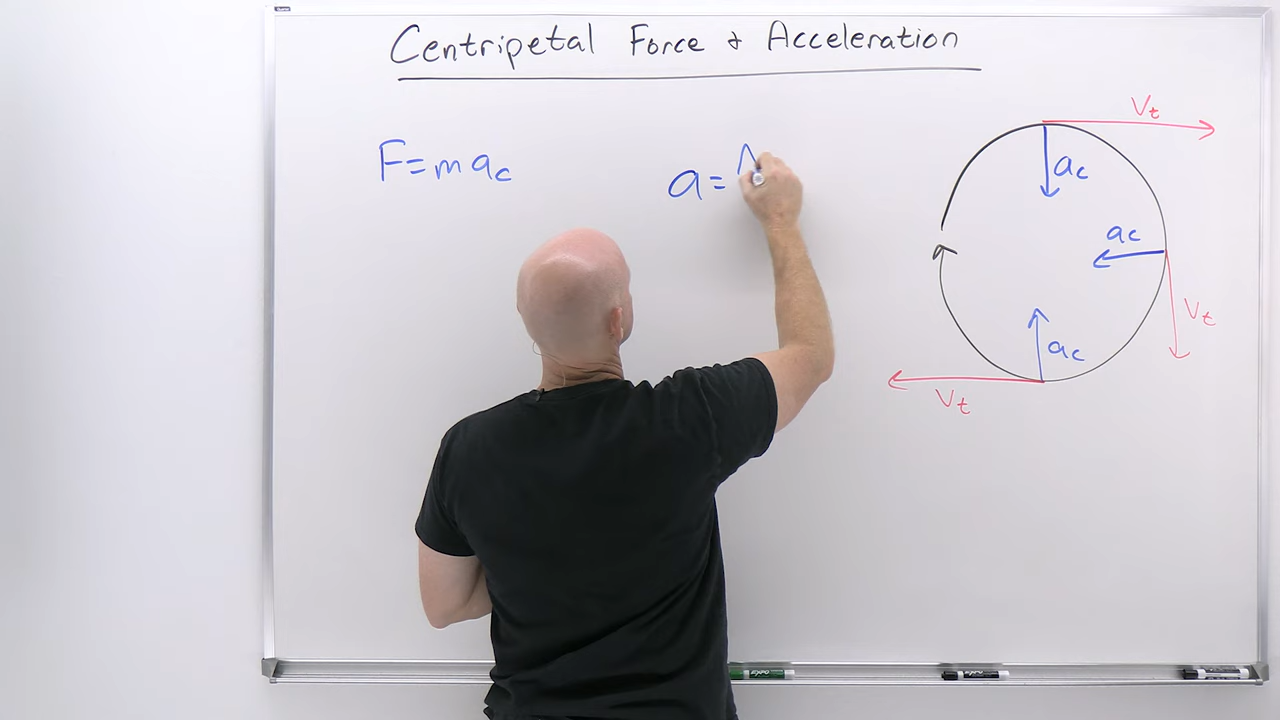 Centripetal Force + Acceleration
F = m ac
a =
Vt
ac
ac
Vt
ac
Vt